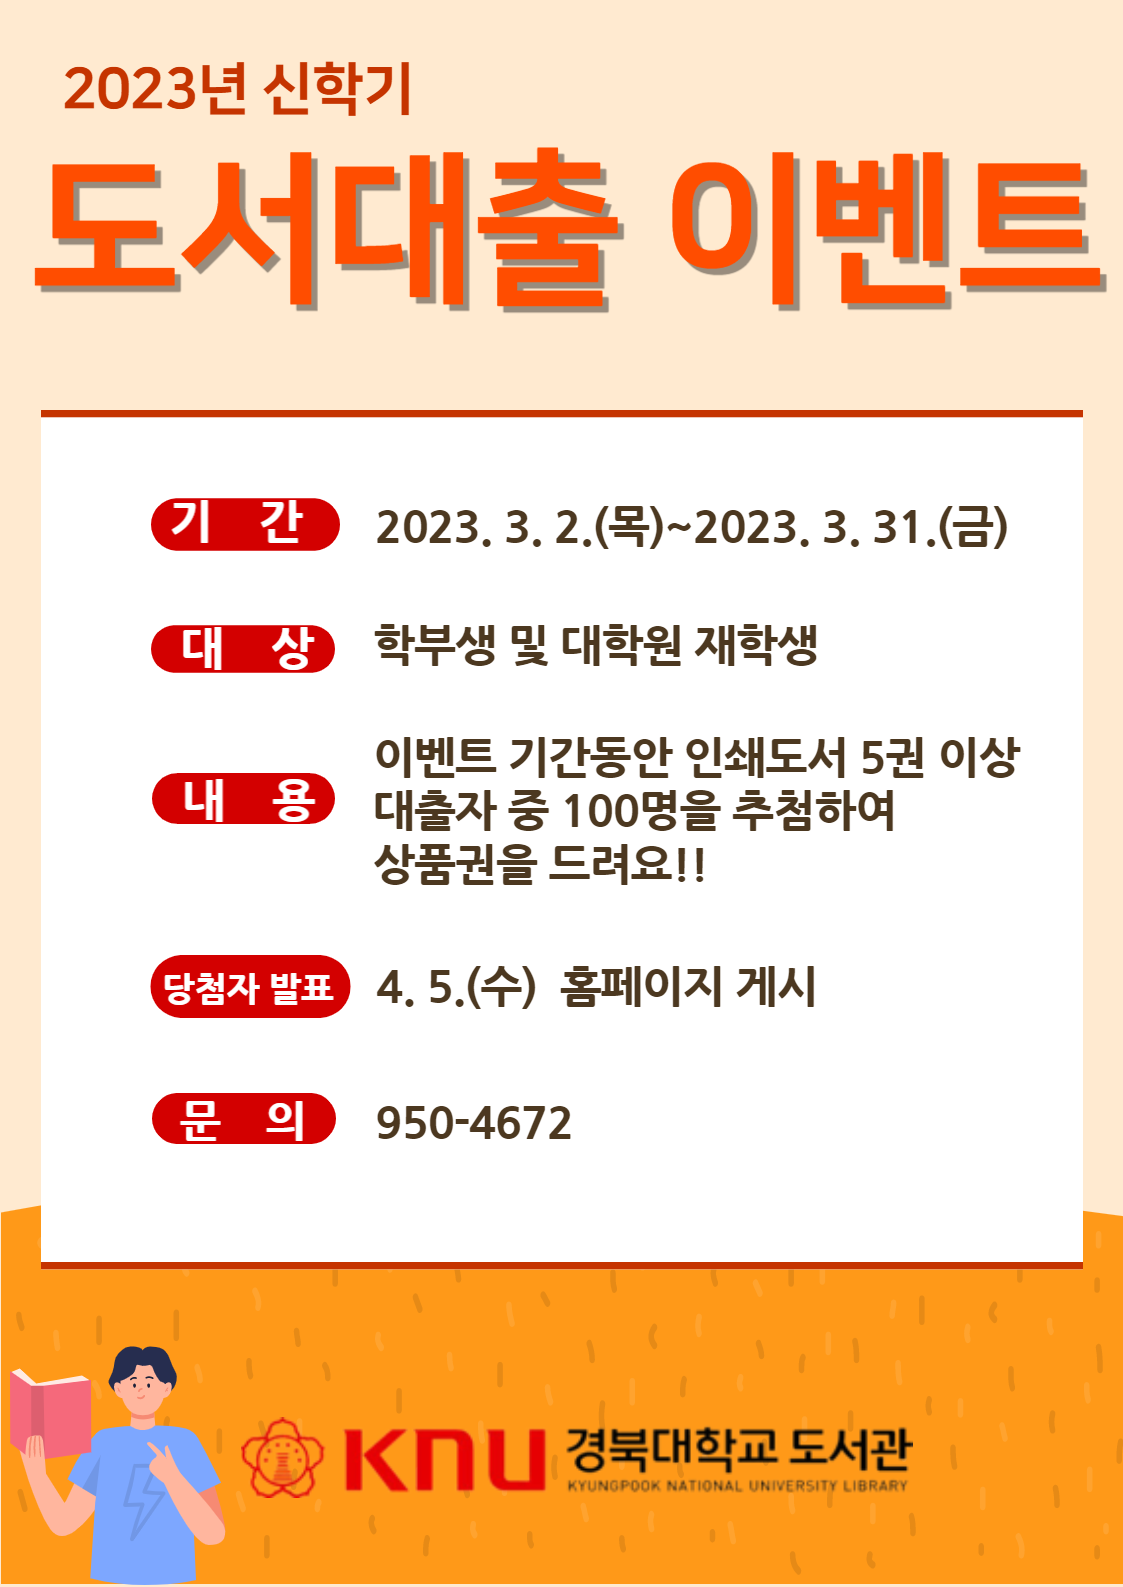 2023년 신학기
도서대출 이벤트
기 간 2023. 3. 2.(목)~2023. 3. 31.(금)
대 상 학부생 및 대학원 재학생
내 용 이벤트 기간동안 인쇄도서 5권 이상
대출자 중 100명을 추첨하여
상품권을 드려요!!
당첨자 발표 4. 5.(수) 홈페이지 게시
문 의 950-4672
KNU 경북대학교 도서관
KYUNGPOOK NATIONAL UNIVERSITY LIBRARY